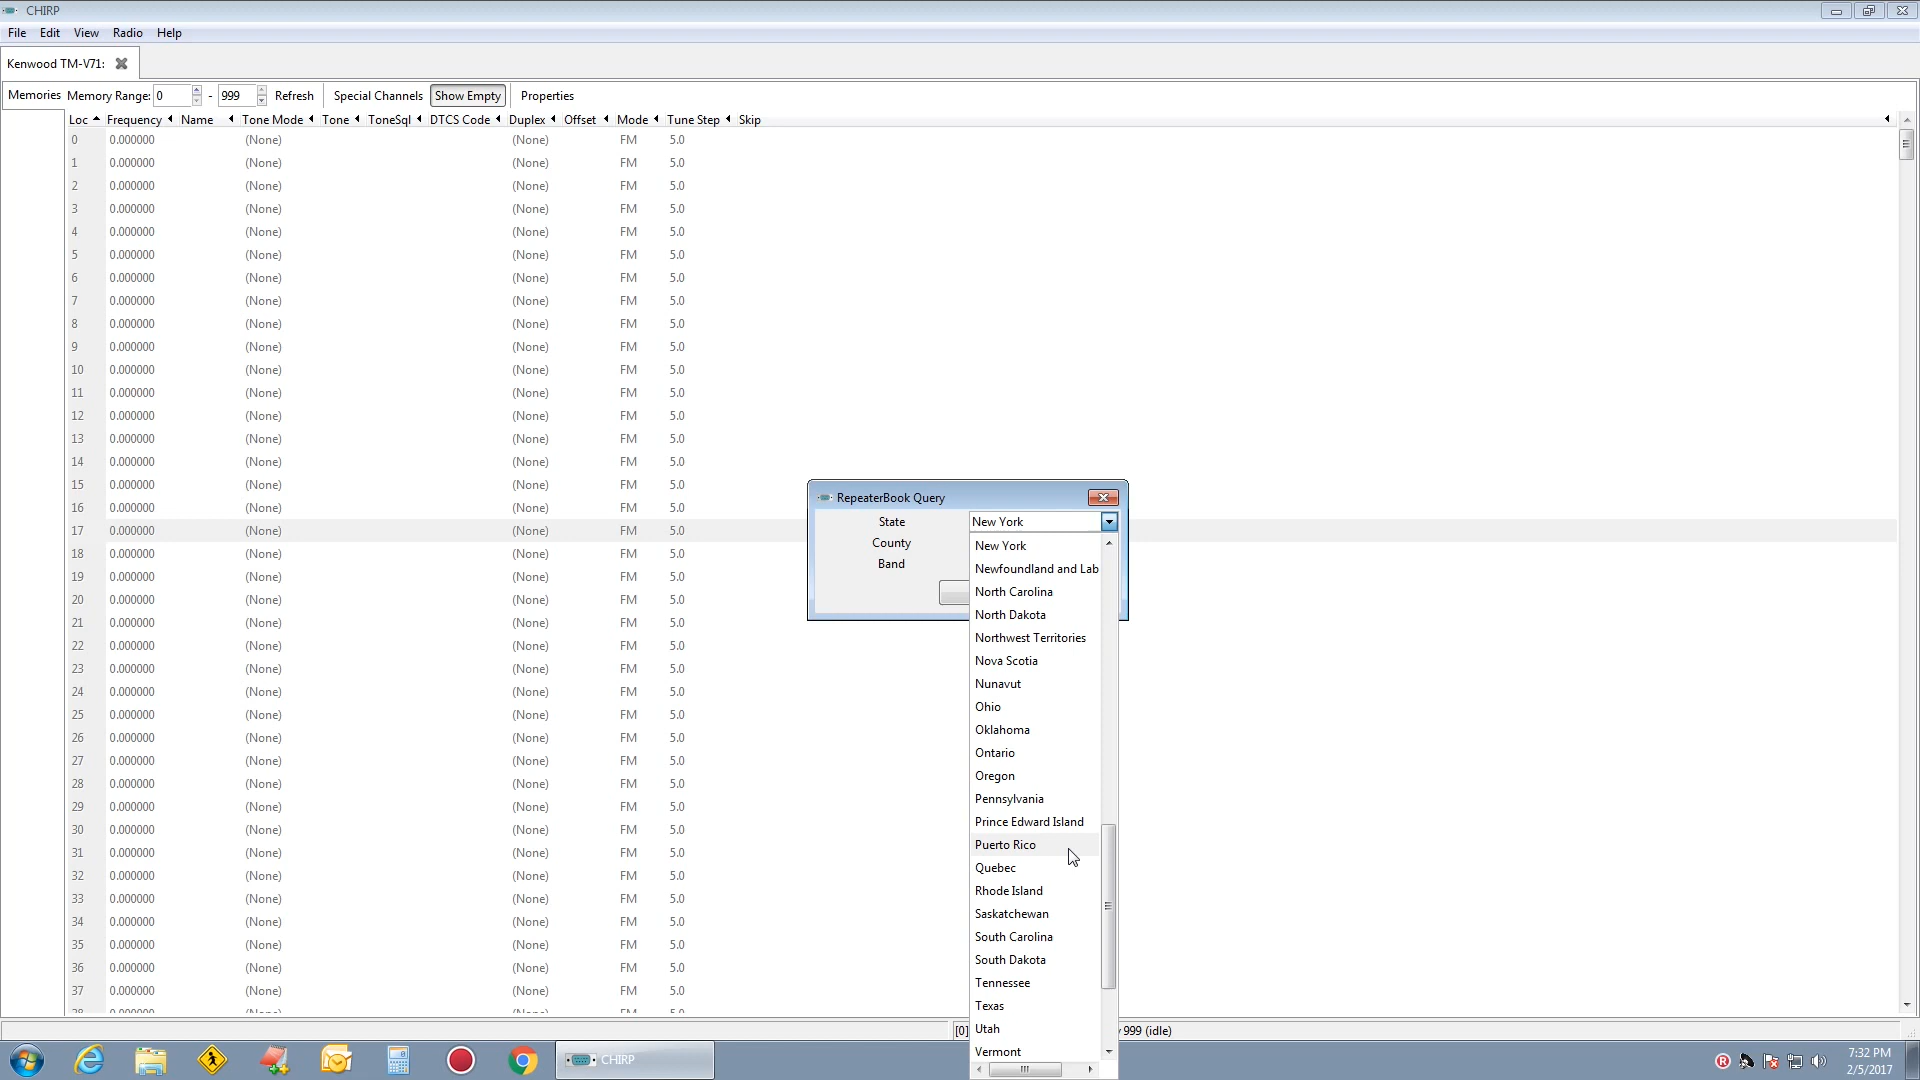 CHIRP
File Edit View Radio Help
Kenwood TM-V71:
Memories Memory Range: 0 - 999 Refresh Special Channels Show Empty Properties
Loc Frequency Name Tone Mode Tone ToneSql DTCS Code Duplex Offset Mode Tune Step Skip
0 0.000000 (None) (None) FM 5.0
1 0.000000 (None) (None) FM 5.0
2 0.000000 (None) (None) FM 5.0
3 0.000000 (None) (None) FM 5.0
4 0.000000 (None) (None) FM 5.0
5 0.000000 (None) (None) FM 5.0
6 0.000000 (None) (None) FM 5.0
7 0.000000 (None) (None) FM 5.0
8 0.000000 (None) (None) FM 5.0
9 0.000000 (None) (None) FM 5.0
10 0.000000 (None) (None) FM 5.0
11 0.000000 (None) (None) FM 5.0
12 0.000000 (None) (None) FM 5.0
13 0.000000 (None) (None) FM 5.0
14 0.000000 (None) (None) FM 5.0
15 0.000000 (None) (None) FM 5.0
16 0.000000 (None) (None) FM 5.0
17 0.000000 (None) (None) FM 5.0
18 0.000000 (None) (None) FM 5.0
19 0.000000 (None) (None) FM 5.0
20 0.000000 (None) (None) FM 5.0
21 0.000000 (None) (None) FM 5.0
22 0.000000 (None) (None) FM 5.0
23 0.000000 (None) (None) FM 5.0
24 0.000000 (None) (None) FM 5.0
25 0.000000 (None) (None) FM 5.0
26 0.000000 (None) (None) FM 5.0
27 0.000000 (None) (None) FM 5.0
28 0.000000 (None) (None) FM 5.0
29 0.000000 (None) (None) FM 5.0
30 0.000000 (None) (None) FM 5.0
31 0.000000 (None) (None) FM 5.0
32 0.000000 (None) (None) FM 5.0
33 0.000000 (None) (None) FM 5.0
34 0.000000 (None) (None) FM 5.0
35 0.000000 (None) (None) FM 5.0
36 0.000000 (None) (None) FM 5.0
37 0.000000 (None) (None) FM 5.0
RepeaterBook Query
State New York
County
Band
New York
Newfoundland and Lab
North Carolina
North Dakota
Northwest Territories
Nova Scotia
Nunavut
Ohio
Oklahoma
Ontario
Oregon
Pennsylvania
Prince Edward Island
Puerto Rico
Quebec
Rhode Island
Saskatchewan
South Carolina
South Dakota
Tennessee
Texas
Utah
Vermont
[0] 999 (idle)
CHIRP
7:32 PM
2/5/2017